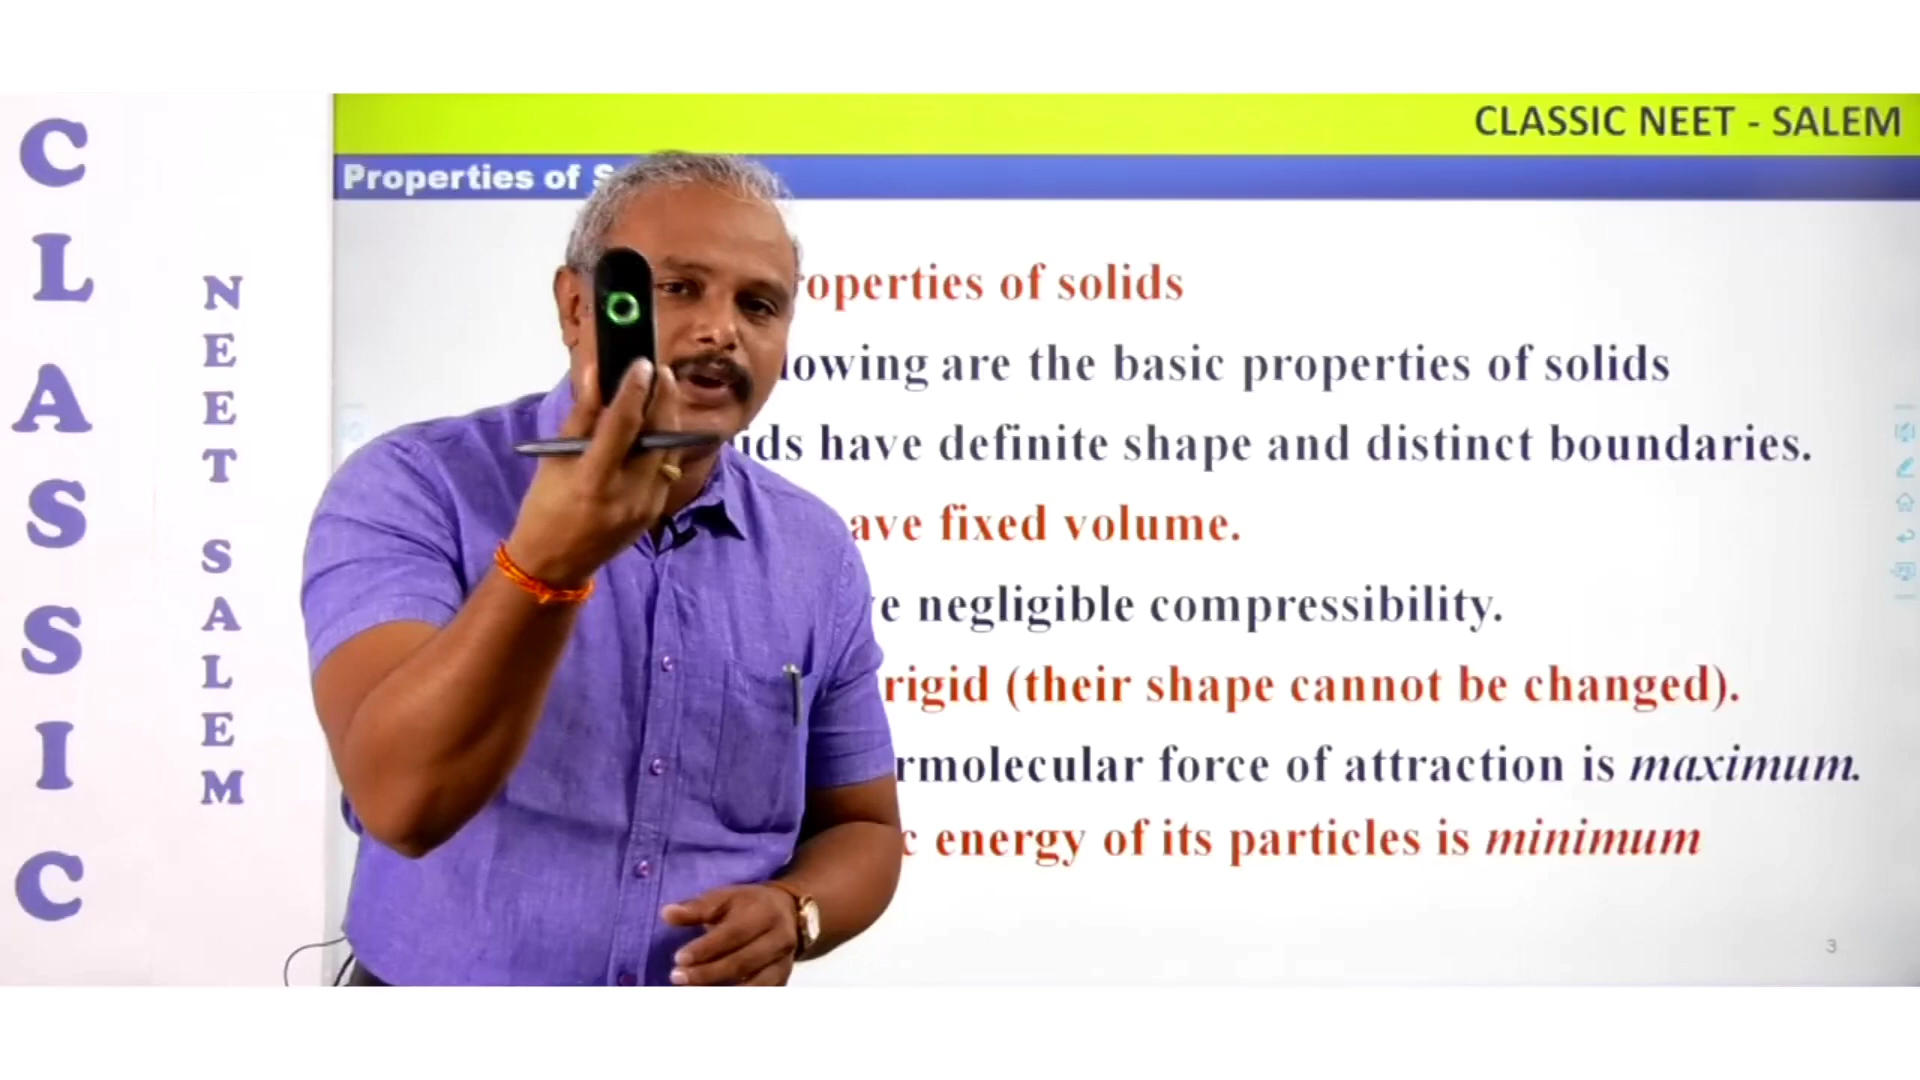 CLASSIC
NEET SALEM
CLASSIC NEET - SALEM
Properties of
roperties of solids
lowing are the basic properties of solids
ids have definite shape and distinct boundaries.
ave fixed volume.
e negligible compressibility.
rigid (their shape cannot be changed).
rmolecular force of attraction is maximum.
c energy of its particles is minimum
3